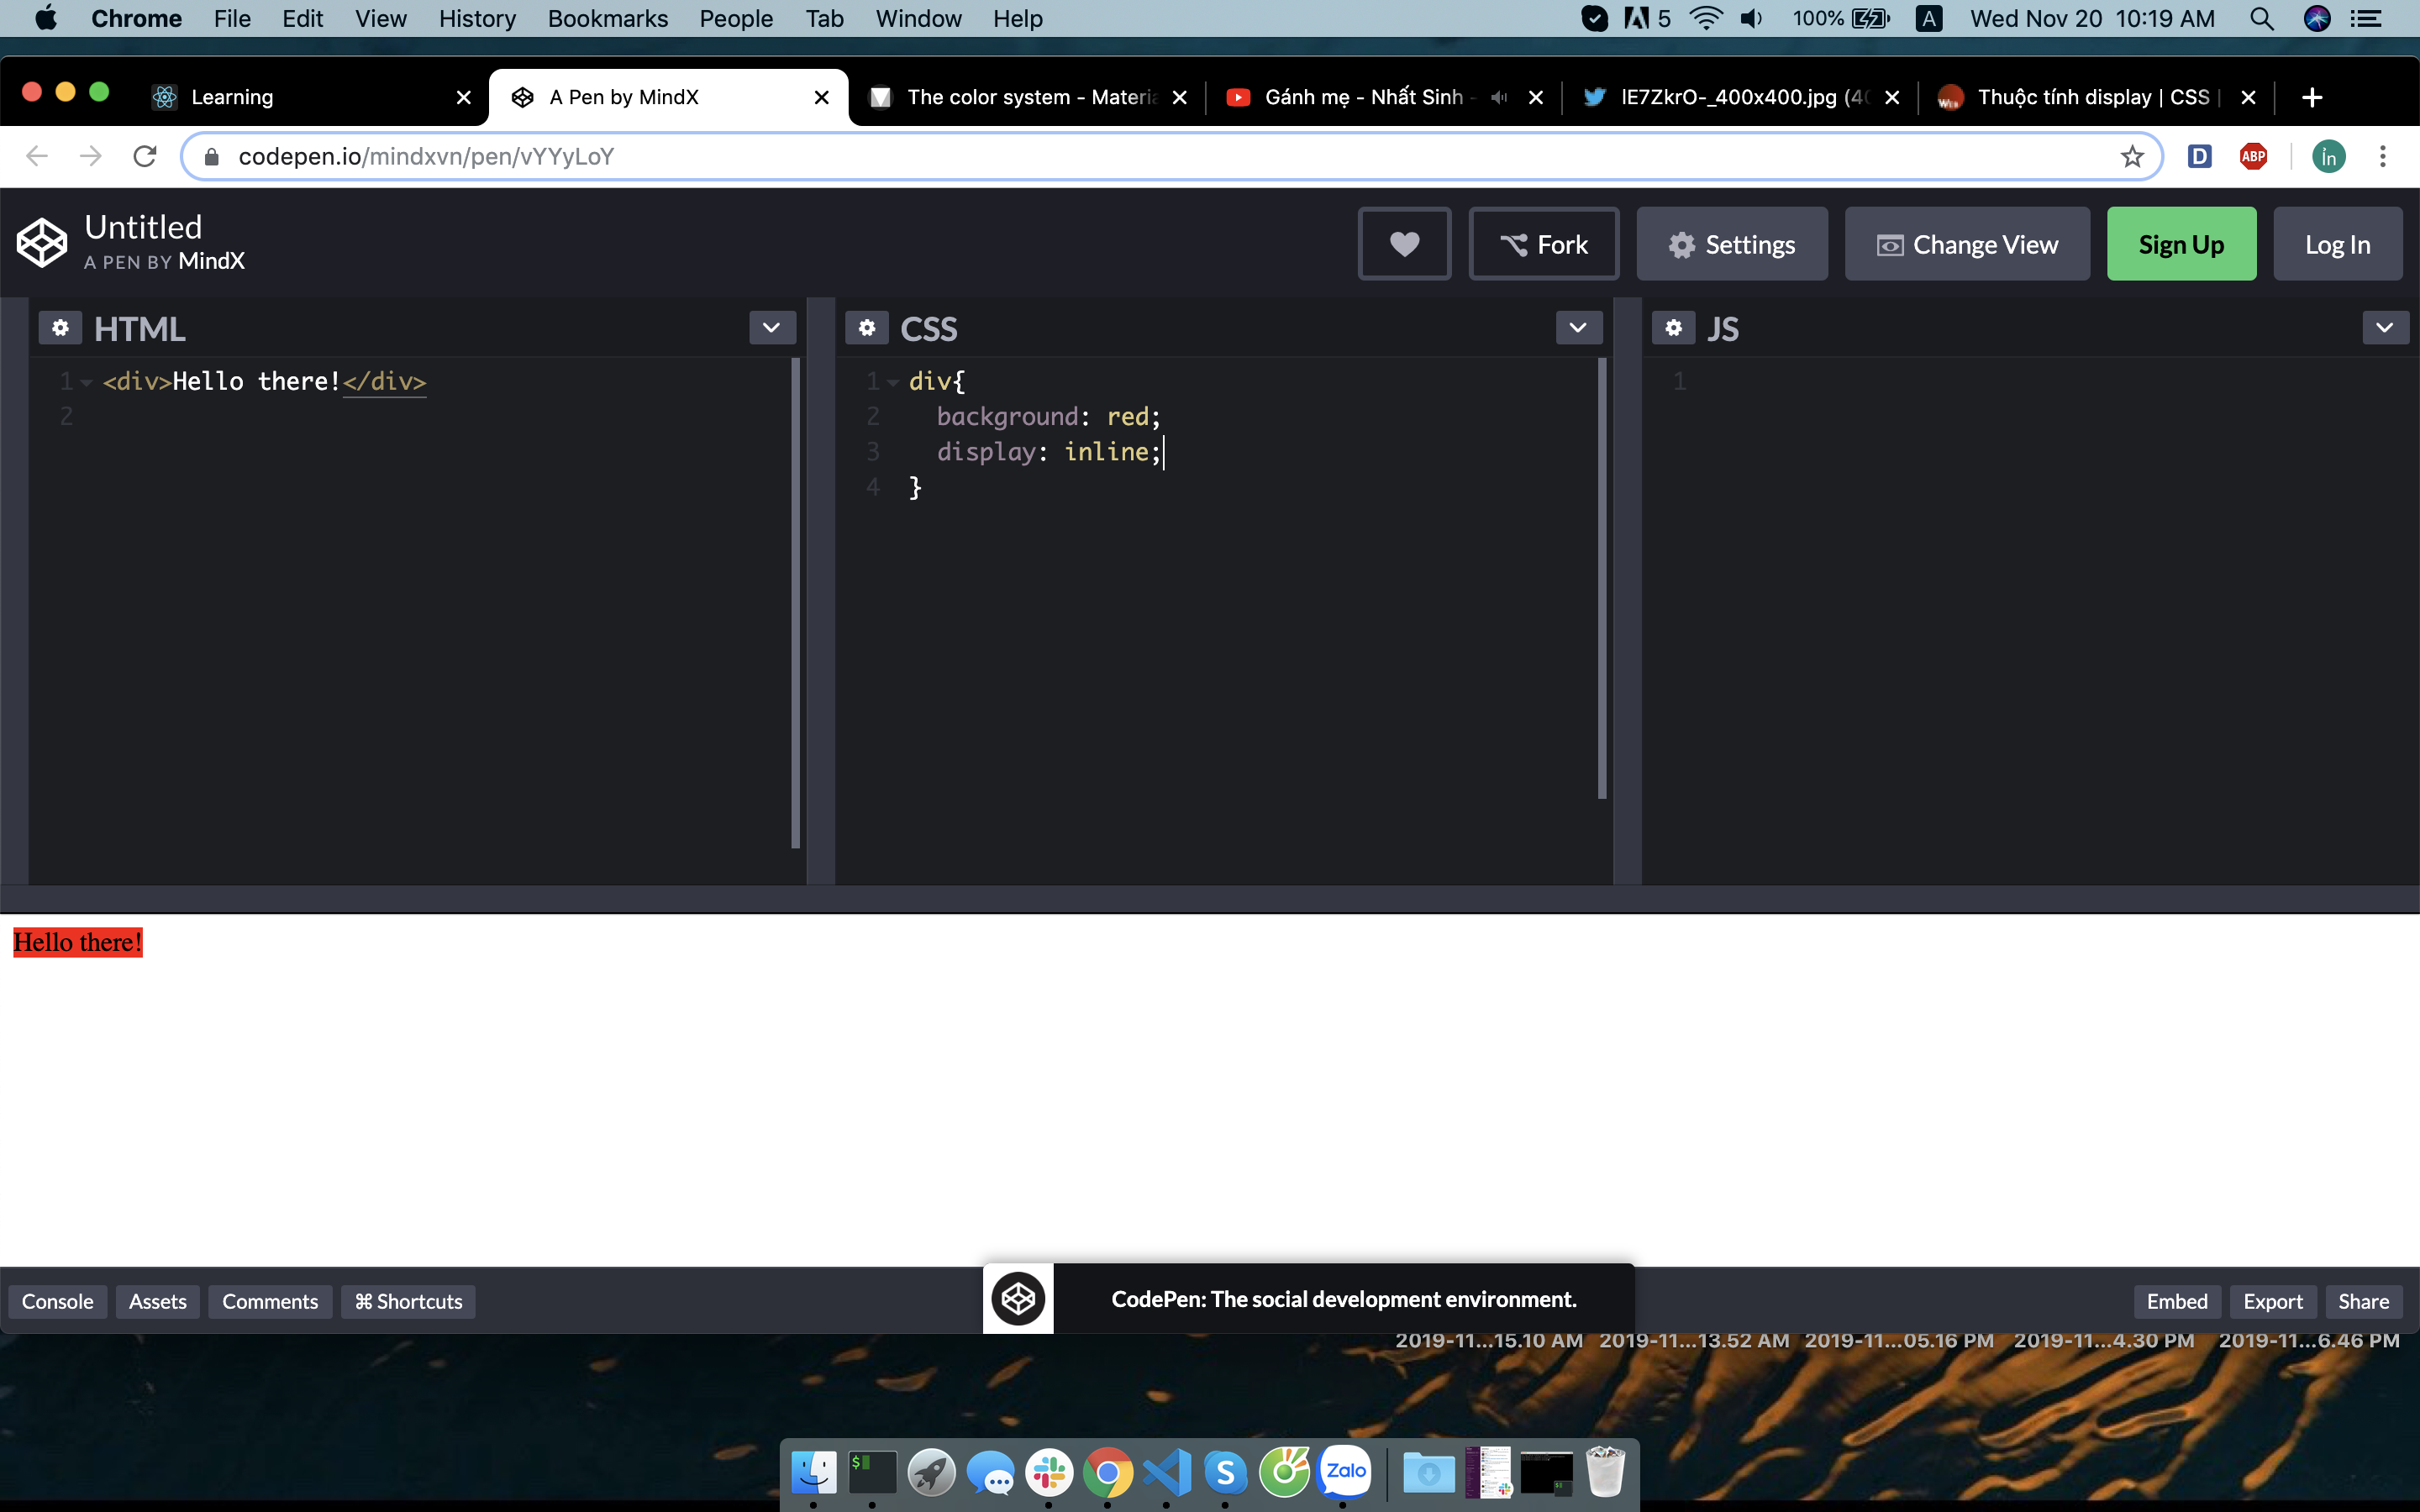 Chrome File Edit View History Bookmarks People Tab Window Help 5 100% A Wed Nov 20 10:19 AM
Learning A Pen by MindX The color system - Materia Gánh mẹ - Nhất Sinh - lE7ZkrO-_400x400.jpg (40 Thuộc tính display | CSS |
codepen.io/mindxvn/pen/vYYyLoY D ABP İn
Untitled
A PEN BY MindX
Fork Settings Change View Sign Up Log In
HTML
1 <div>Hello there!</div>
2
CSS
1 div{
2 background: red;
3 display: inline;
4 }
JS
1
Hello there!
Console Assets Comments ⌘ Shortcuts CodePen: The social development environment. Embed Export Share
2019-11...15.10 AM 2019-11...13.52 AM 2019-11...05.16 PM 2019-11...4.30 PM 2019-11...6.46 PM
$ S Zalo